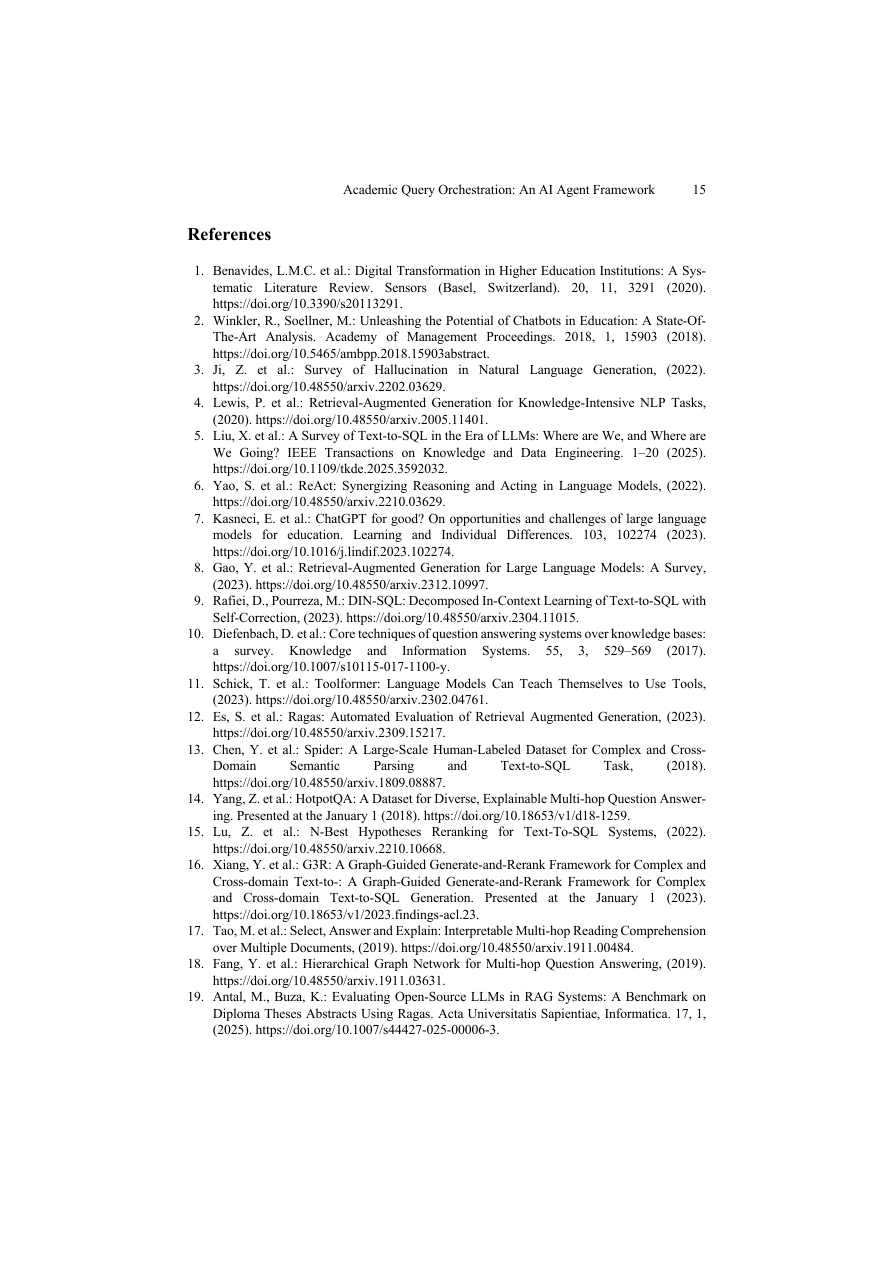 Academic Query Orchestration: An AI Agent Framework 15
References
1. Benavides, L.M.C. et al.: Digital Transformation in Higher Education Institutions: A Sys-
tematic Literature Review. Sensors (Basel, Switzerland). 20, 11, 3291 (2020).
https://doi.org/10.3390/s20113291.
2. Winkler, R., Soellner, M.: Unleashing the Potential of Chatbots in Education: A State-Of-
The-Art Analysis. Academy of Management Proceedings. 2018, 1, 15903 (2018).
https://doi.org/10.5465/ambpp.2018.15903abstract.
3. Ji, Z. et al.: Survey of Hallucination in Natural Language Generation, (2022).
https://doi.org/10.48550/arxiv.2202.03629.
4. Lewis, P. et al.: Retrieval-Augmented Generation for Knowledge-Intensive NLP Tasks,
(2020). https://doi.org/10.48550/arxiv.2005.11401.
5. Liu, X. et al.: A Survey of Text-to-SQL in the Era of LLMs: Where are We, and Where are
We Going? IEEE Transactions on Knowledge and Data Engineering. 1–20 (2025).
https://doi.org/10.1109/tkde.2025.3592032.
6. Yao, S. et al.: ReAct: Synergizing Reasoning and Acting in Language Models, (2022).
https://doi.org/10.48550/arxiv.2210.03629.
7. Kasneci, E. et al.: ChatGPT for good? On opportunities and challenges of large language
models for education. Learning and Individual Differences. 103, 102274 (2023).
https://doi.org/10.1016/j.lindif.2023.102274.
8. Gao, Y. et al.: Retrieval-Augmented Generation for Large Language Models: A Survey,
(2023). https://doi.org/10.48550/arxiv.2312.10997.
9. Rafiei, D., Pourreza, M.: DIN-SQL: Decomposed In-Context Learning of Text-to-SQL with
Self-Correction, (2023). https://doi.org/10.48550/arxiv.2304.11015.
10. Diefenbach, D. et al.: Core techniques of question answering systems over knowledge bases:
a survey. Knowledge and Information Systems. 55, 3, 529–569 (2017).
https://doi.org/10.1007/s10115-017-1100-y.
11. Schick, T. et al.: Toolformer: Language Models Can Teach Themselves to Use Tools,
(2023). https://doi.org/10.48550/arxiv.2302.04761.
12. Es, S. et al.: Ragas: Automated Evaluation of Retrieval Augmented Generation, (2023).
https://doi.org/10.48550/arxiv.2309.15217.
13. Chen, Y. et al.: Spider: A Large-Scale Human-Labeled Dataset for Complex and Cross-
Domain Semantic Parsing and Text-to-SQL Task, (2018).
https://doi.org/10.48550/arxiv.1809.08887.
14. Yang, Z. et al.: HotpotQA: A Dataset for Diverse, Explainable Multi-hop Question Answer-
ing. Presented at the January 1 (2018). https://doi.org/10.18653/v1/d18-1259.
15. Lu, Z. et al.: N-Best Hypotheses Reranking for Text-To-SQL Systems, (2022).
https://doi.org/10.48550/arxiv.2210.10668.
16. Xiang, Y. et al.: G3R: A Graph-Guided Generate-and-Rerank Framework for Complex and
Cross-domain Text-to-: A Graph-Guided Generate-and-Rerank Framework for Complex
and Cross-domain Text-to-SQL Generation. Presented at the January 1 (2023).
https://doi.org/10.18653/v1/2023.findings-acl.23.
17. Tao, M. et al.: Select, Answer and Explain: Interpretable Multi-hop Reading Comprehension
over Multiple Documents, (2019). https://doi.org/10.48550/arxiv.1911.00484.
18. Fang, Y. et al.: Hierarchical Graph Network for Multi-hop Question Answering, (2019).
https://doi.org/10.48550/arxiv.1911.03631.
19. Antal, M., Buza, K.: Evaluating Open-Source LLMs in RAG Systems: A Benchmark on
Diploma Theses Abstracts Using Ragas. Acta Universitatis Sapientiae, Informatica. 17, 1,
(2025). https://doi.org/10.1007/s44427-025-00006-3.